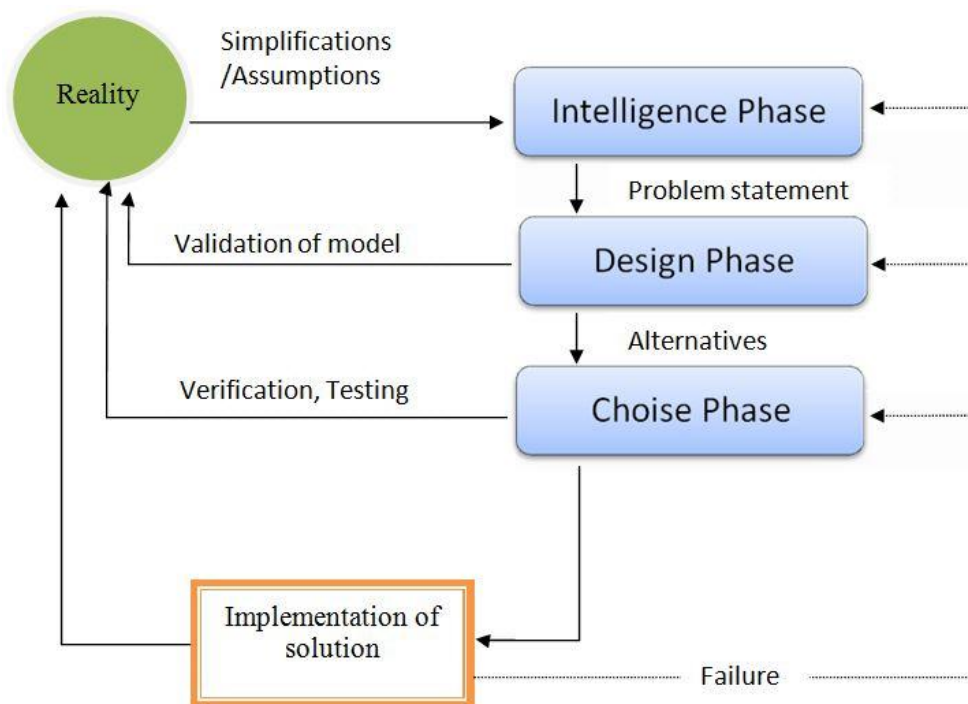 Simplifications
/Assumptions
Reality
Intelligence Phase
Problem statement
Validation of model
Design Phase
Alternatives
Verification, Testing
Choise Phase
Implementation of
solution
Failure